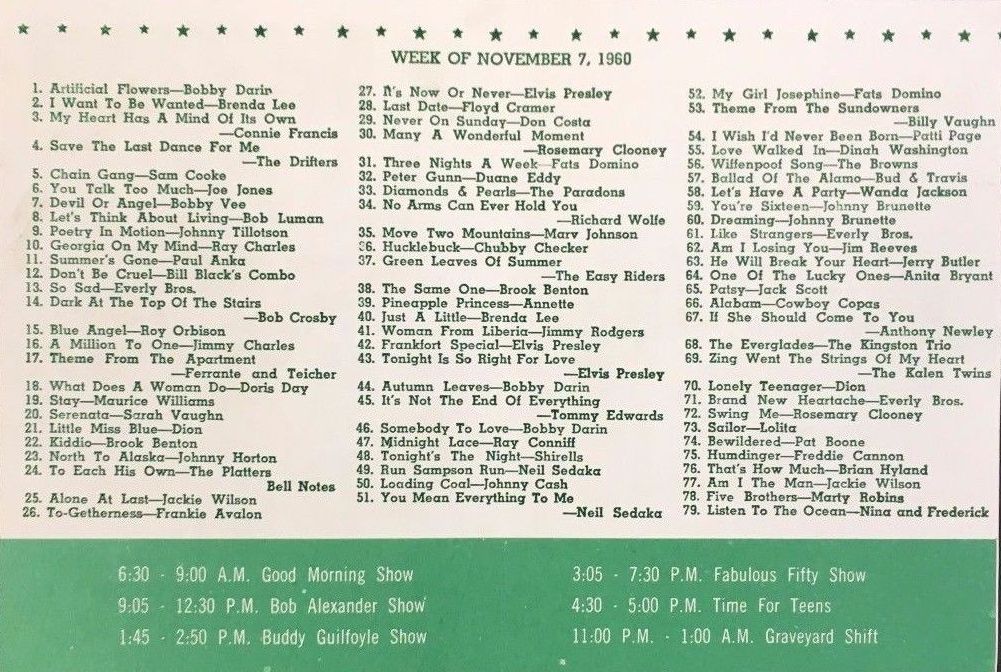 WEEK OF NOVEMBER 7, 1960
1. Artificial Flowers—Bobby Darin
2. I Want To Be Wanted—Brenda Lee
3. My Heart Has A Mind Of Its Own
—Connie Francis
4. Save The Last Dance For Me
—The Drifters
5. Chain Gang—Sam Cooke
6. You Talk Too Much—Joe Jones
7. Devil Or Angel—Bobby Vee
8. Let's Think About Living—Bob Luman
9. Poetry In Motion—Johnny Tillotson
10. Georgia On My Mind—Ray Charles
11. Summer's Gone—Paul Anka
12. Don't Be Cruel—Bill Black's Combo
13. So Sad—Everly Bros.
14. Dark At The Top Of The Stairs
—Bob Crosby
15. Blue Angel—Roy Orbison
16. A Million To One—Jimmy Charles
17. Theme From The Apartment
—Ferrante and Teicher
18. What Does A Woman Do—Doris Day
19. Stay—Maurice Williams
20. Serenata—Sarah Vaughn
21. Little Miss Blue—Dion
22. Kiddio—Brook Benton
23. North To Alaska—Johnny Horton
24. To Each His Own—The Platters
Bell Notes
25. Alone At Last—Jackie Wilson
26. To-Getherness—Frankie Avalon
27. It's Now Or Never—Elvis Presley
28. Last Date—Floyd Cramer
29. Never On Sunday—Don Costa
30. Many A Wonderful Moment
—Rosemary Clooney
31. Three Nights A Week—Fats Domino
32. Peter Gunn—Duane Eddy
33. Diamonds & Pearls—The Paradons
34. No Arms Can Ever Hold You
—Richard Wolfe
35. Move Two Mountains—Marv Johnson
36. Hucklebuck—Chubby Checker
37. Green Leaves Of Summer
—The Easy Riders
38. The Same One—Brook Benton
39. Pineapple Princess—Annette
40. Just A Little—Brenda Lee
41. Woman From Liberia—Jimmy Rodgers
42. Frankfort Special—Elvis Presley
43. Tonight Is So Right For Love
—Elvis Presley
44. Autumn Leaves—Bobby Darin
45. It's Not The End Of Everything
—Tommy Edwards
46. Somebody To Love—Bobby Darin
47. Midnight Lace—Ray Conniff
48. Tonight's The Night—Shirells
49. Run Sampson Run—Neil Sedaka
50. Loading Coal—Johnny Cash
51. You Mean Everything To Me
—Neil Sedaka
52. My Girl Josephine—Fats Domino
53. Theme From The Sundowners
—Billy Vaughn
54. I Wish I'd Never Been Born—Patti Page
55. Love Walked In—Dinah Washington
56. Wiffenpoof Song—The Browns
57. Ballad Of The Alamo—Bud & Travis
58. Let's Have A Party—Wanda Jackson
59. You're Sixteen—Johnny Brunette
60. Dreaming—Johnny Brunette
61. Like Strangers—Everly Bros.
62. Am I Losing You—Jim Reeves
63. He Will Break Your Heart—Jerry Butler
64. One Of The Lucky Ones—Anita Bryant
65. Patsy—Jack Scott
66. Alabam—Cowboy Copas
67. If She Should Come To You
—Anthony Newley
68. The Everglades—The Kingston Trio
69. Zing Went The Strings Of My Heart
—The Kalen Twins
70. Lonely Teenager—Dion
71. Brand New Heartache—Everly Bros.
72. Swing Me—Rosemary Clooney
73. Sailor—Lolita
74. Bewildered—Pat Boone
75. Humdinger—Freddie Cannon
76. That's How Much—Brian Hyland
77. Am I The Man—Jackie Wilson
78. Five Brothers—Marty Robins
79. Listen To The Ocean—Nina and Frederick
6:30 - 9:00 A.M. Good Morning Show
9:05 - 12:30 P.M. Bob Alexander Show
1:45 - 2:50 P.M. Buddy Guilfoyle Show
3:05 - 7:30 P.M. Fabulous Fifty Show
4:30 - 5:00 P.M. Time For Teens
11:00 P.M. - 1:00 A.M. Graveyard Shift